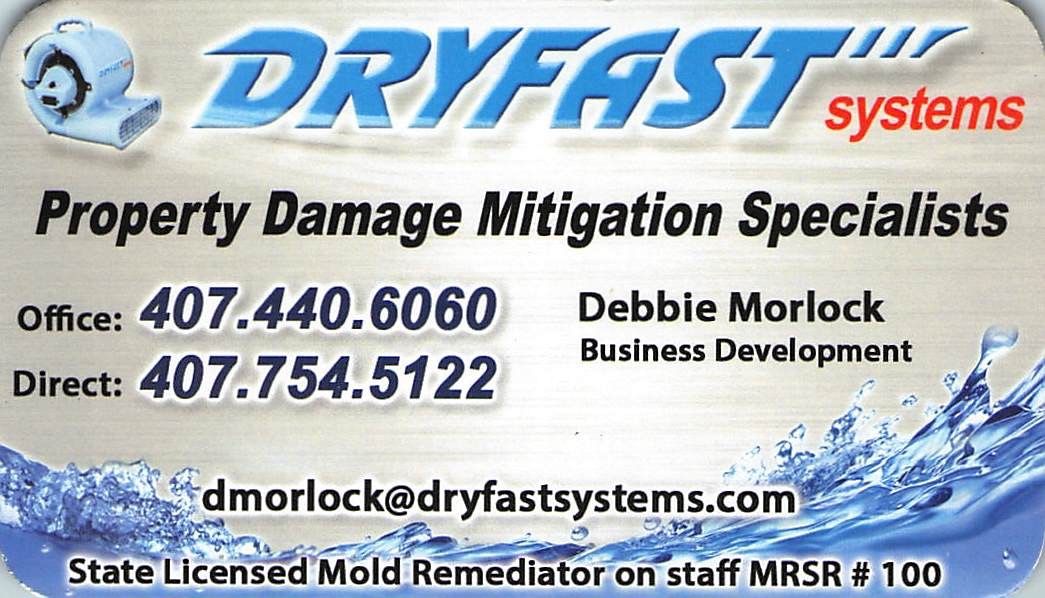 DRYFAST
systems
Property Damage Mitigation Specialists
Office: 407.440.6060
Direct: 407.754.5122
Debbie Morlock
Business Development
dmorlock@dryfastsystems.com
State Licensed Mold Remediator on staff MRSR # 100